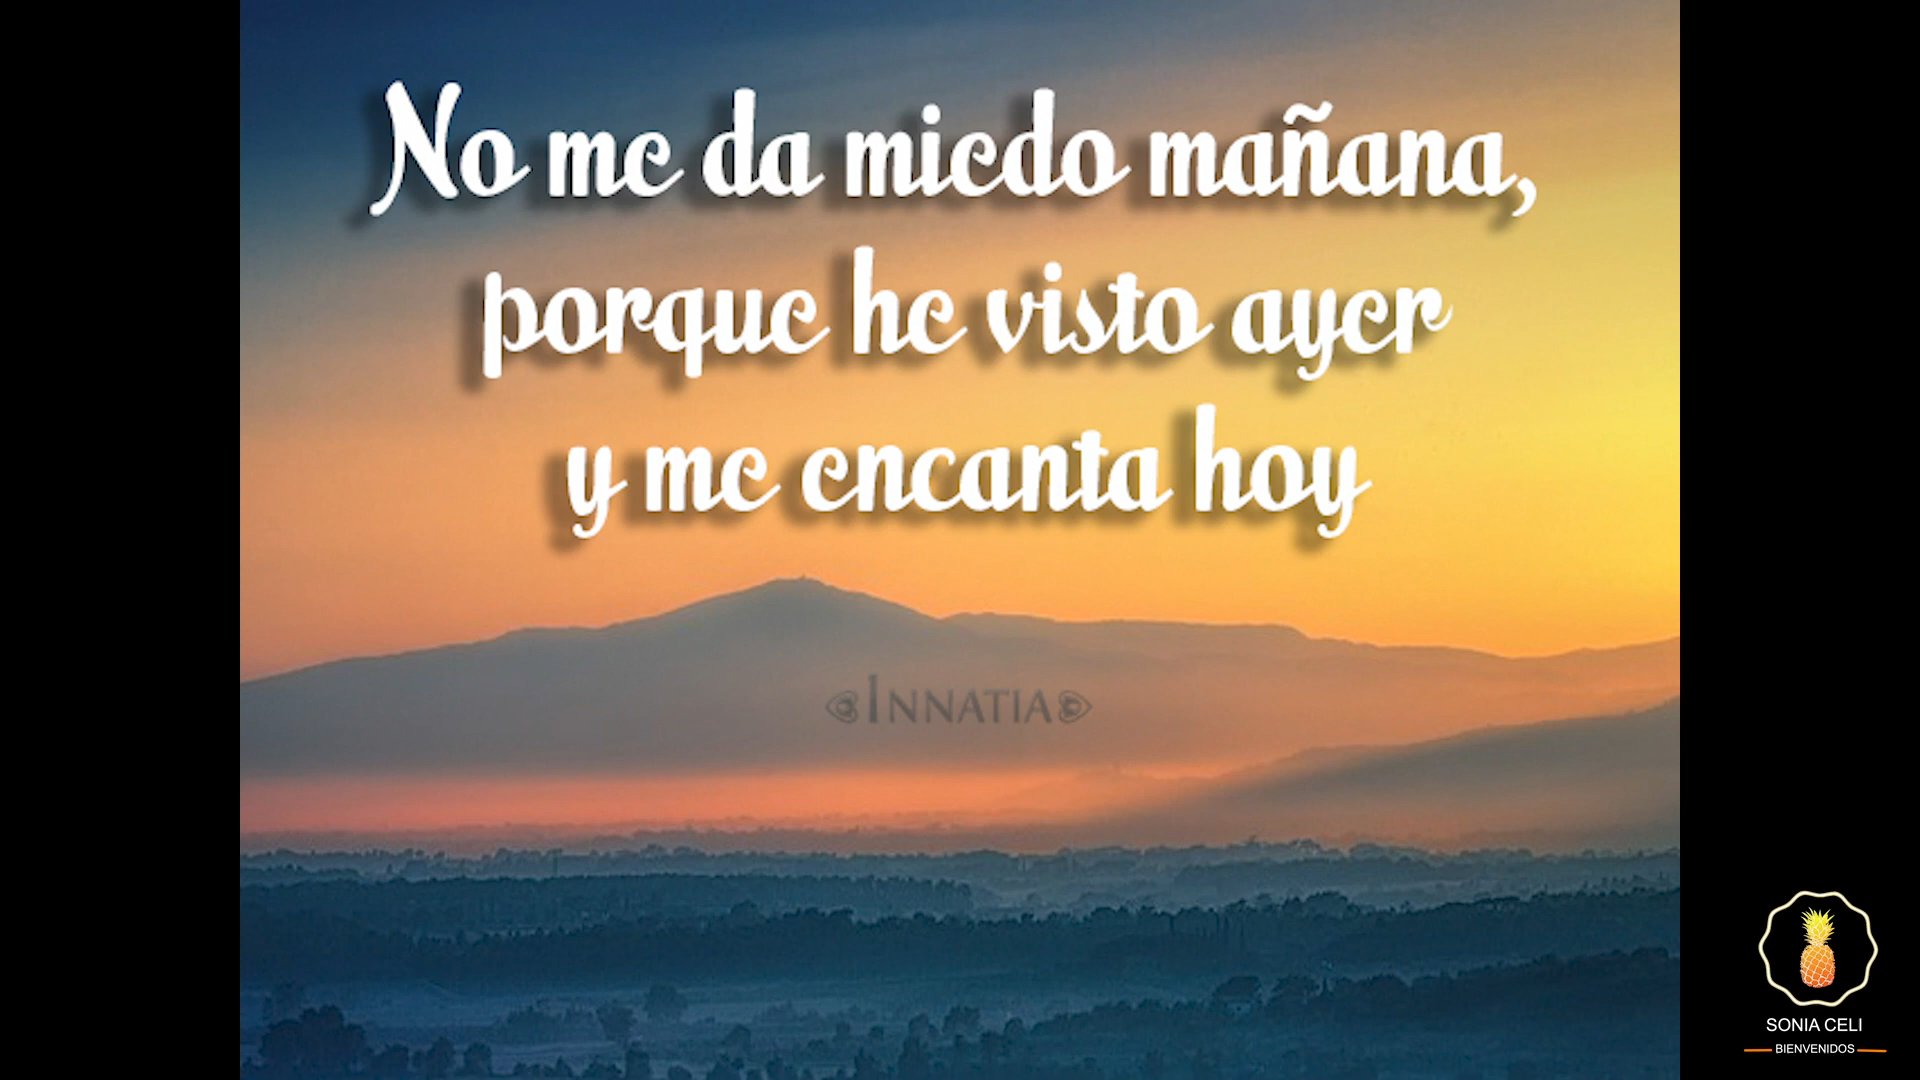 No me da miedo mañana,
porque he visto ayer
y me encanta hoy
INNATIA
SONIA CELI
BIENVENIDOS